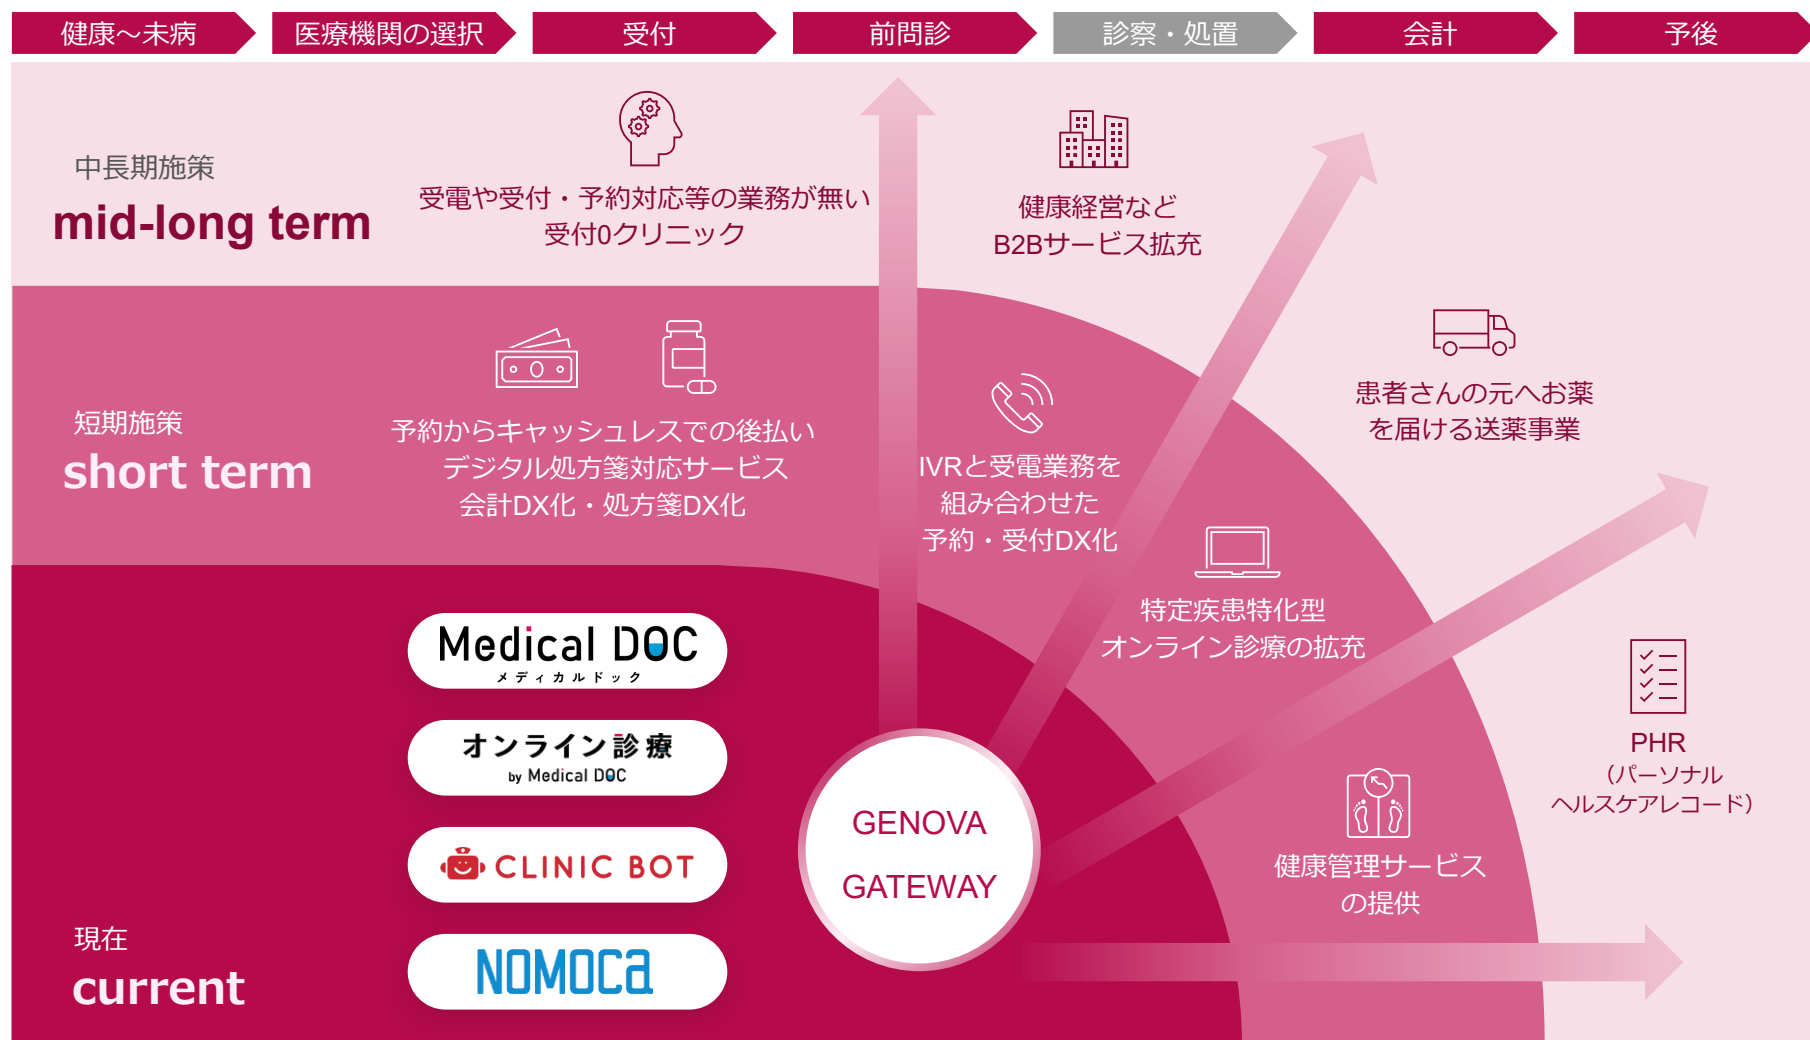 健康～未病
医療機関の選択
受付
前問診
診察・処置
会計
予後
中長期施策
mid-long term
受電や受付・予約対応等の業務が無い
受付0クリニック
健康経営など
B2Bサービス拡充
患者さんの元へお薬
を届ける送薬事業
PHR
（パーソナル
ヘルスケアレコード）
短期施策
short term
予約からキャッシュレスでの後払い
デジタル処方箋対応サービス
会計DX化・処方箋DX化
IVRと受電業務を
組み合わせた
予約・受付DX化
特定疾患特化型
オンライン診療の拡充
健康管理サービス
の提供
現在
current
Medical DOC
メディカルドック
オンライン診療
by Medical DOC
CLINIC BOT
NOMOCa
GENOVA
GATEWAY